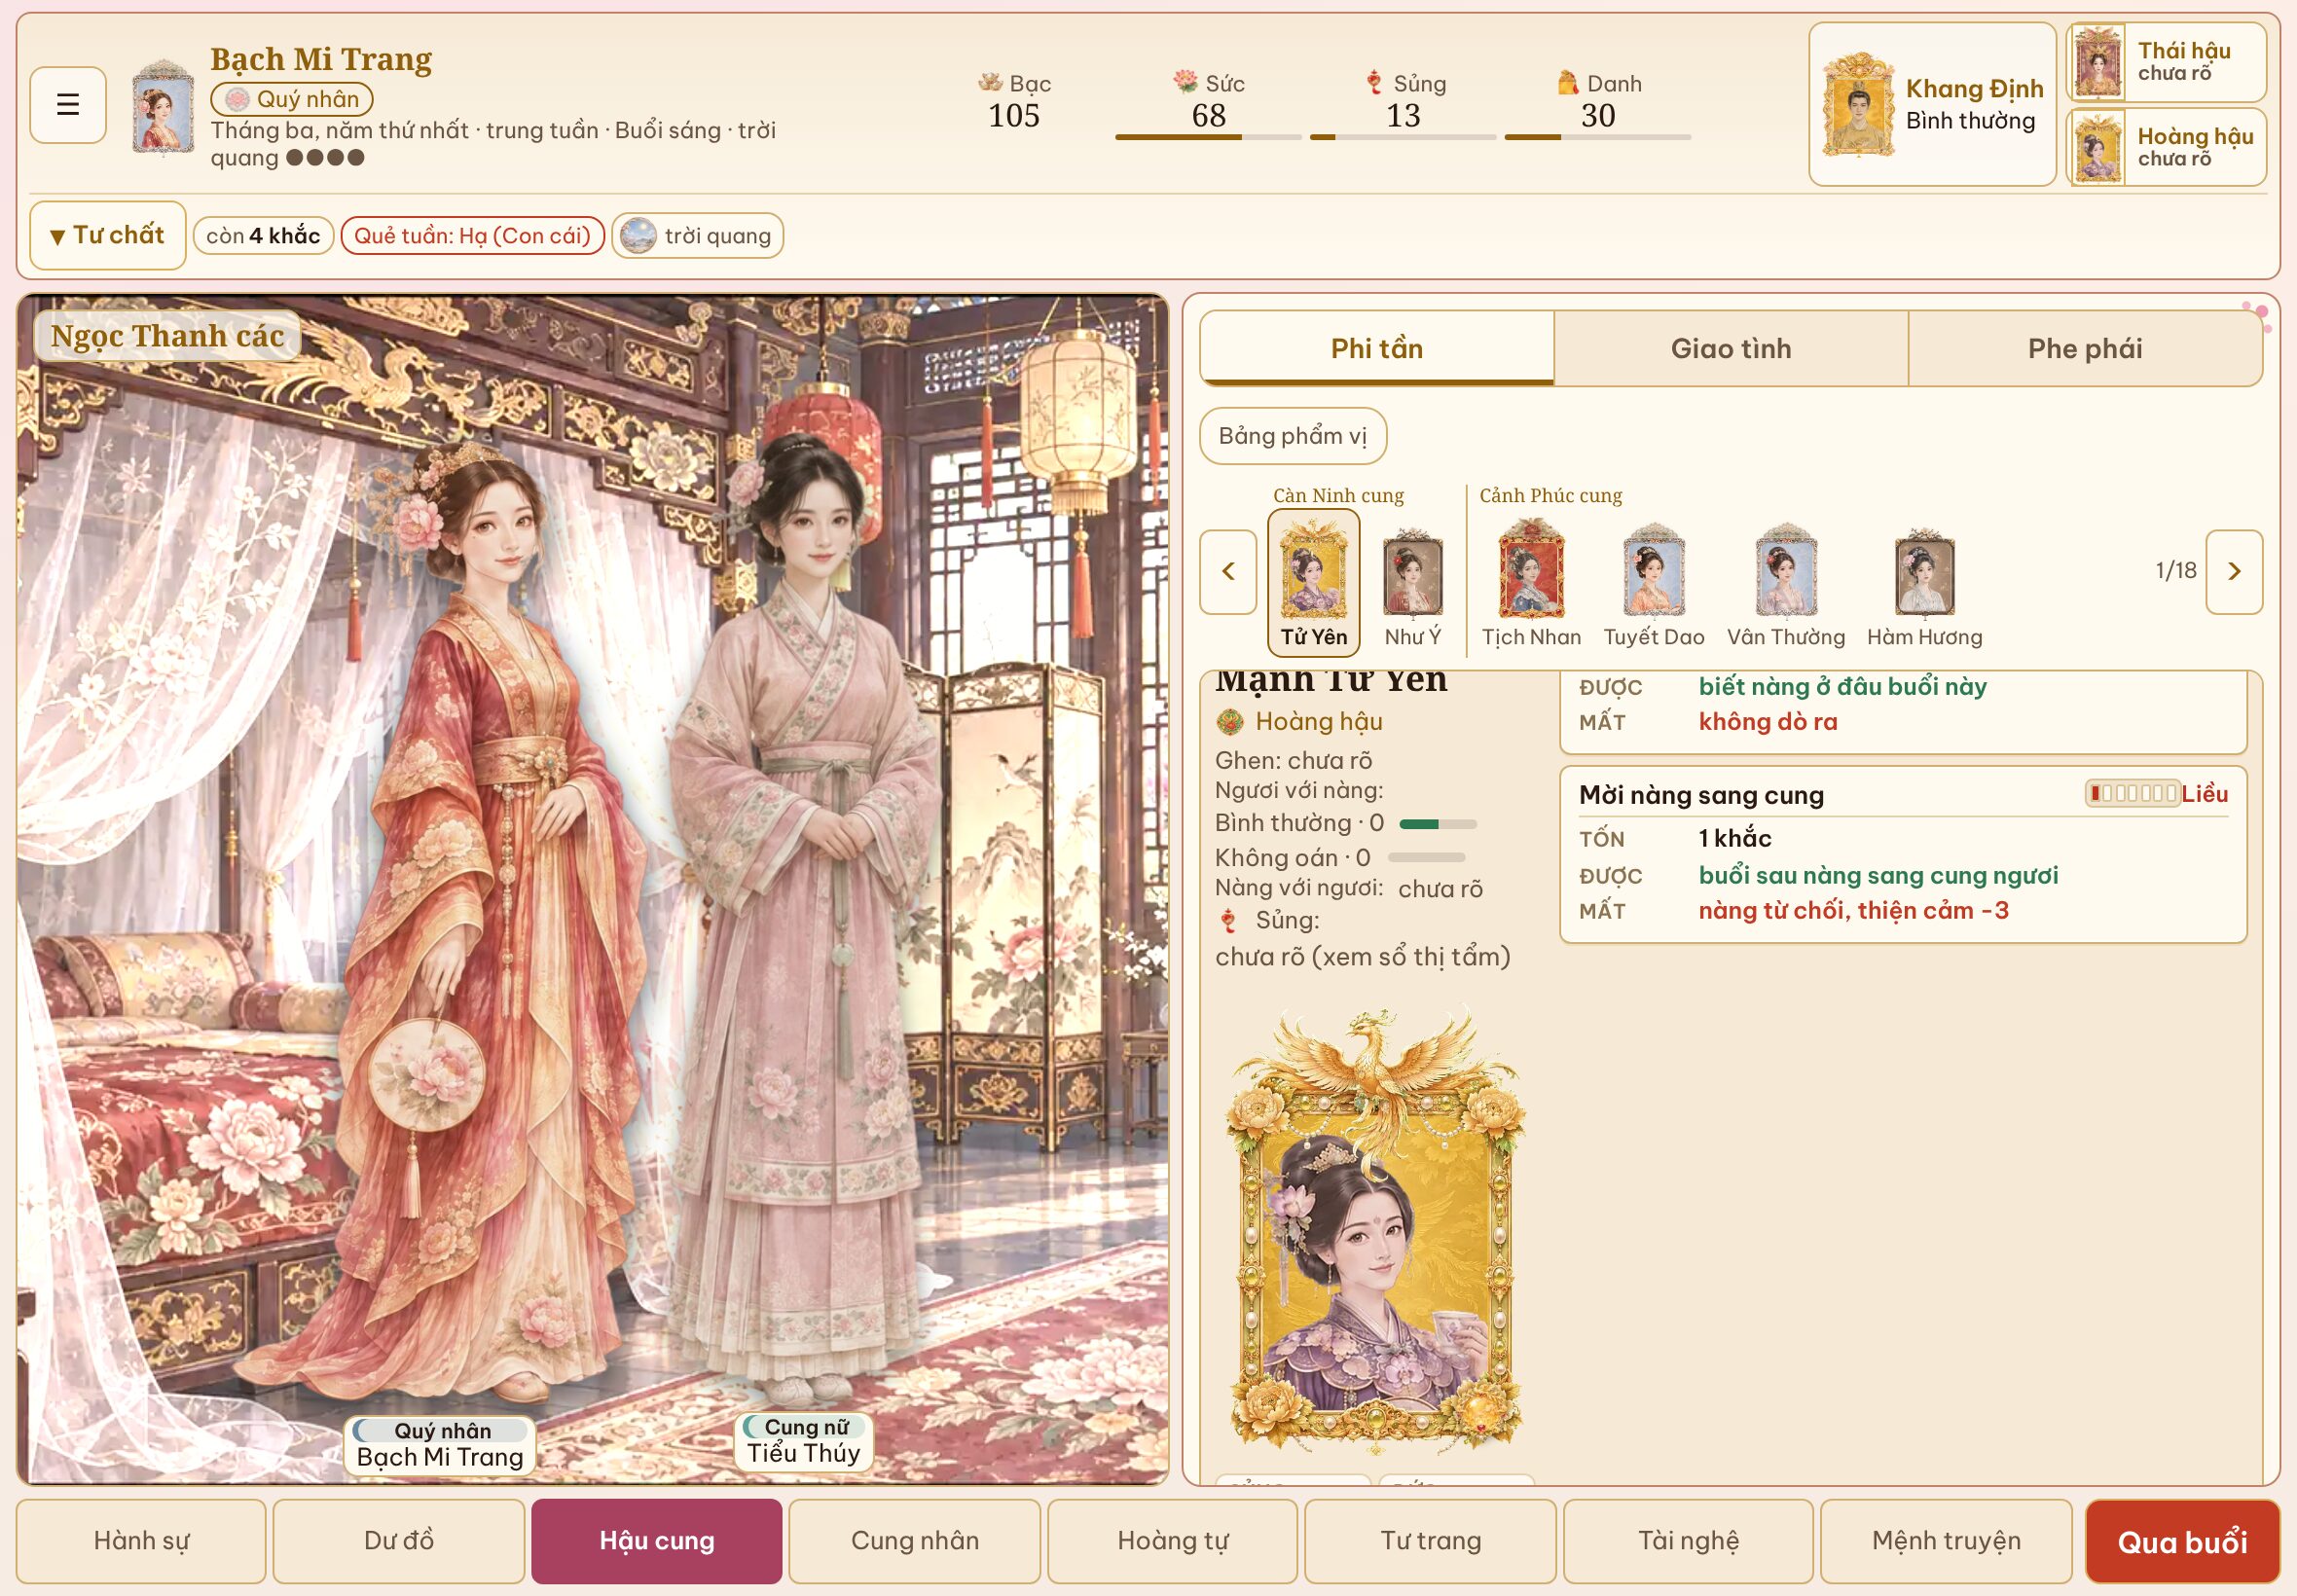 ☰
Bạch Mi Trang
Quý nhân
Tháng ba, năm thứ nhất · trung tuần · Buổi sáng · trời
quang ●●●●
Bạc
105
Sức
68
Sủng
13
Danh
30
Khang Định
Bình thường
Thái hậu
chưa rõ
Hoàng hậu
chưa rõ
▼ Tư chất
còn 4 khắc
Quẻ tuần: Hạ (Con cái)
trời quang
Ngọc Thanh các
Quý nhân
Bạch Mi Trang
Cung nữ
Tiểu Thúy
Phi tần
Giao tình
Phe phái
Bảng phẩm vị
Càn Ninh cung
Cảnh Phúc cung
‹
Tử Yên
Như Ý
Tịch Nhan
Tuyết Dao
Vân Thường
Hàm Hương
1/18
›
Mạnh Tử Yên
Hoàng hậu
Ghen: chưa rõ
Ngươi với nàng:
Bình thường · 0
Không oán · 0
Nàng với ngươi: chưa rõ
Sủng:
chưa rõ (xem sổ thị tẩm)
ĐƯỢC biết nàng ở đâu buổi này
MẤT không dò ra
Mời nàng sang cung
Liều
TỐN 1 khắc
ĐƯỢC buổi sau nàng sang cung ngươi
MẤT nàng từ chối, thiện cảm -3
Hành sự
Dư đồ
Hậu cung
Cung nhân
Hoàng tự
Tư trang
Tài nghệ
Mệnh truyện
Qua buổi